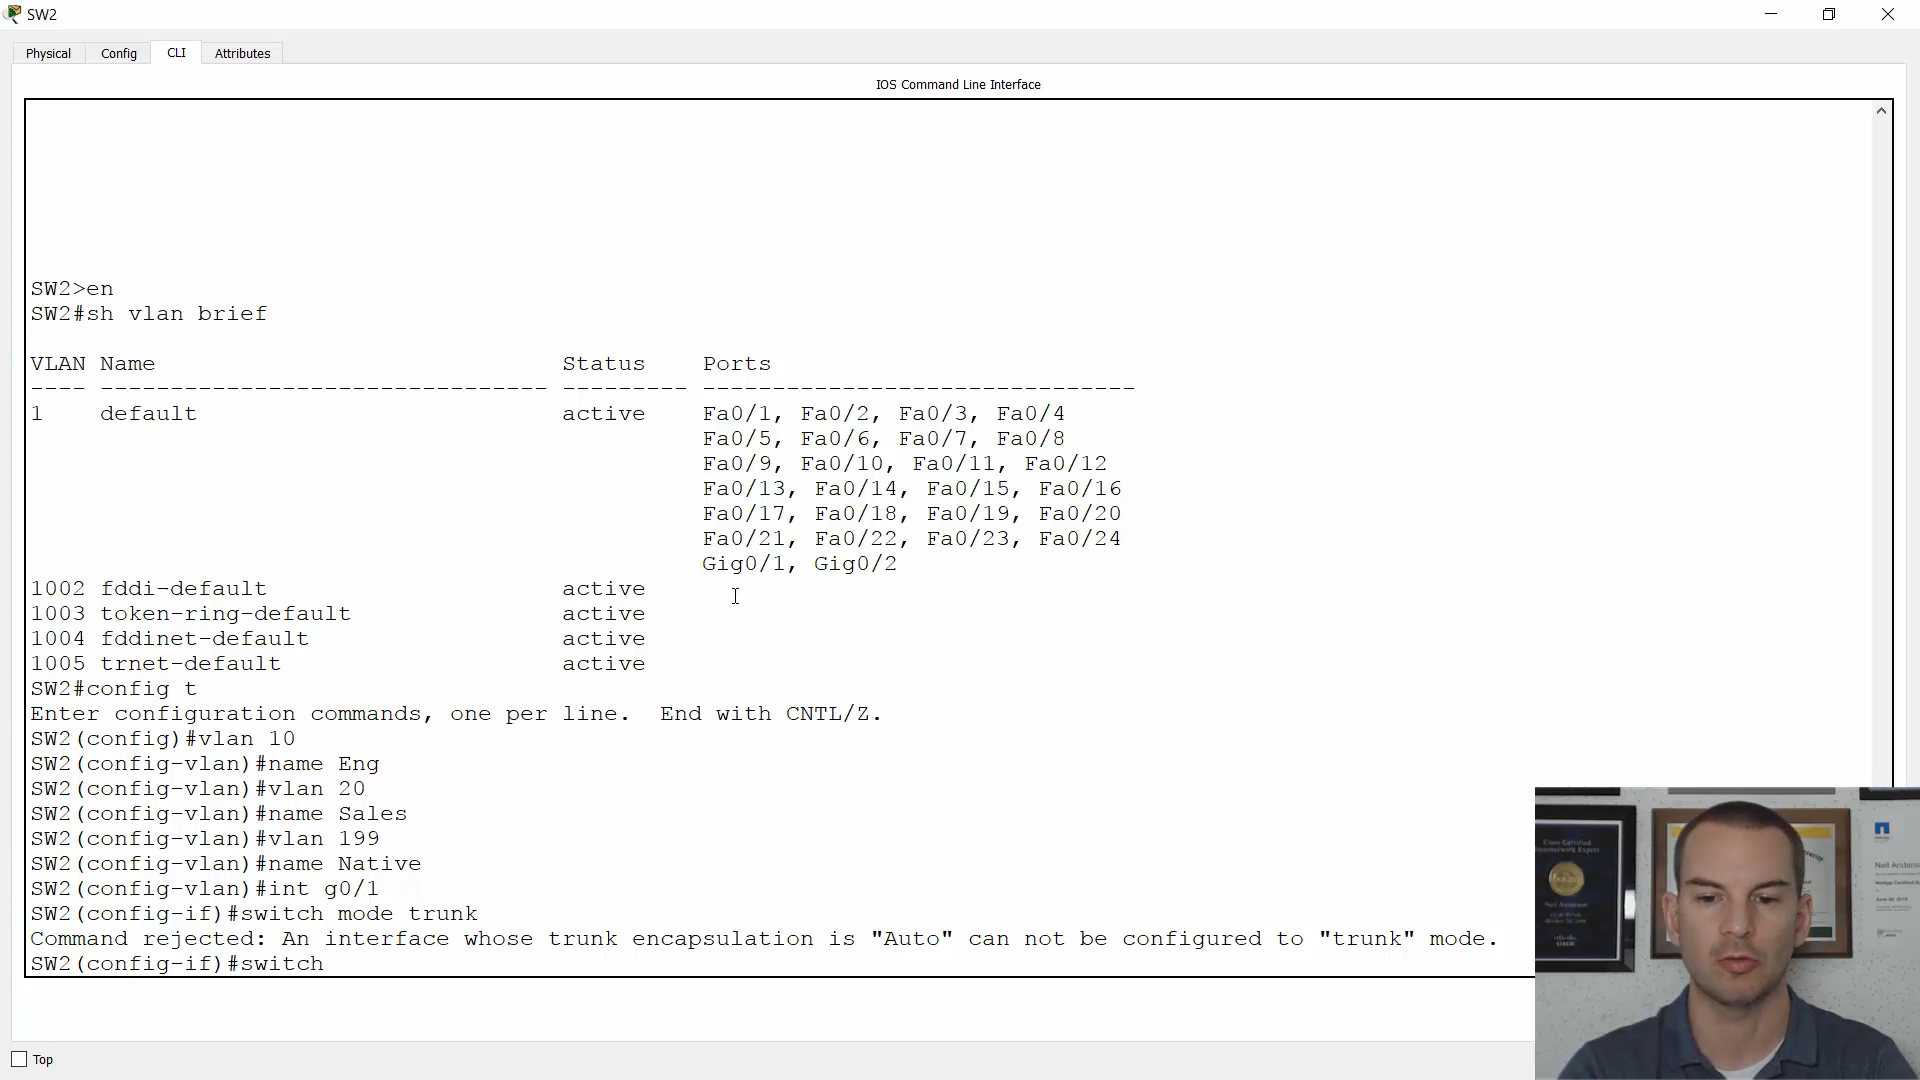 SW2
Physical Config CLI Attributes
IOS Command Line Interface
SW2>en
SW2#sh vlan brief
VLAN Name Status Ports
---- -------------------------------- --------- -------------------------------
1 default active Fa0/1, Fa0/2, Fa0/3, Fa0/4
Fa0/5, Fa0/6, Fa0/7, Fa0/8
Fa0/9, Fa0/10, Fa0/11, Fa0/12
Fa0/13, Fa0/14, Fa0/15, Fa0/16
Fa0/17, Fa0/18, Fa0/19, Fa0/20
Fa0/21, Fa0/22, Fa0/23, Fa0/24
Gig0/1, Gig0/2
1002 fddi-default active
1003 token-ring-default active
1004 fddinet-default active
1005 trnet-default active
SW2#config t
Enter configuration commands, one per line. End with CNTL/Z.
SW2(config)#vlan 10
SW2(config-vlan)#name Eng
SW2(config-vlan)#vlan 20
SW2(config-vlan)#name Sales
SW2(config-vlan)#vlan 199
SW2(config-vlan)#name Native
SW2(config-vlan)#int g0/1
SW2(config-if)#switch mode trunk
Command rejected: An interface whose trunk encapsulation is "Auto" can not be configured to "trunk" mode.
SW2(config-if)#switch
Top